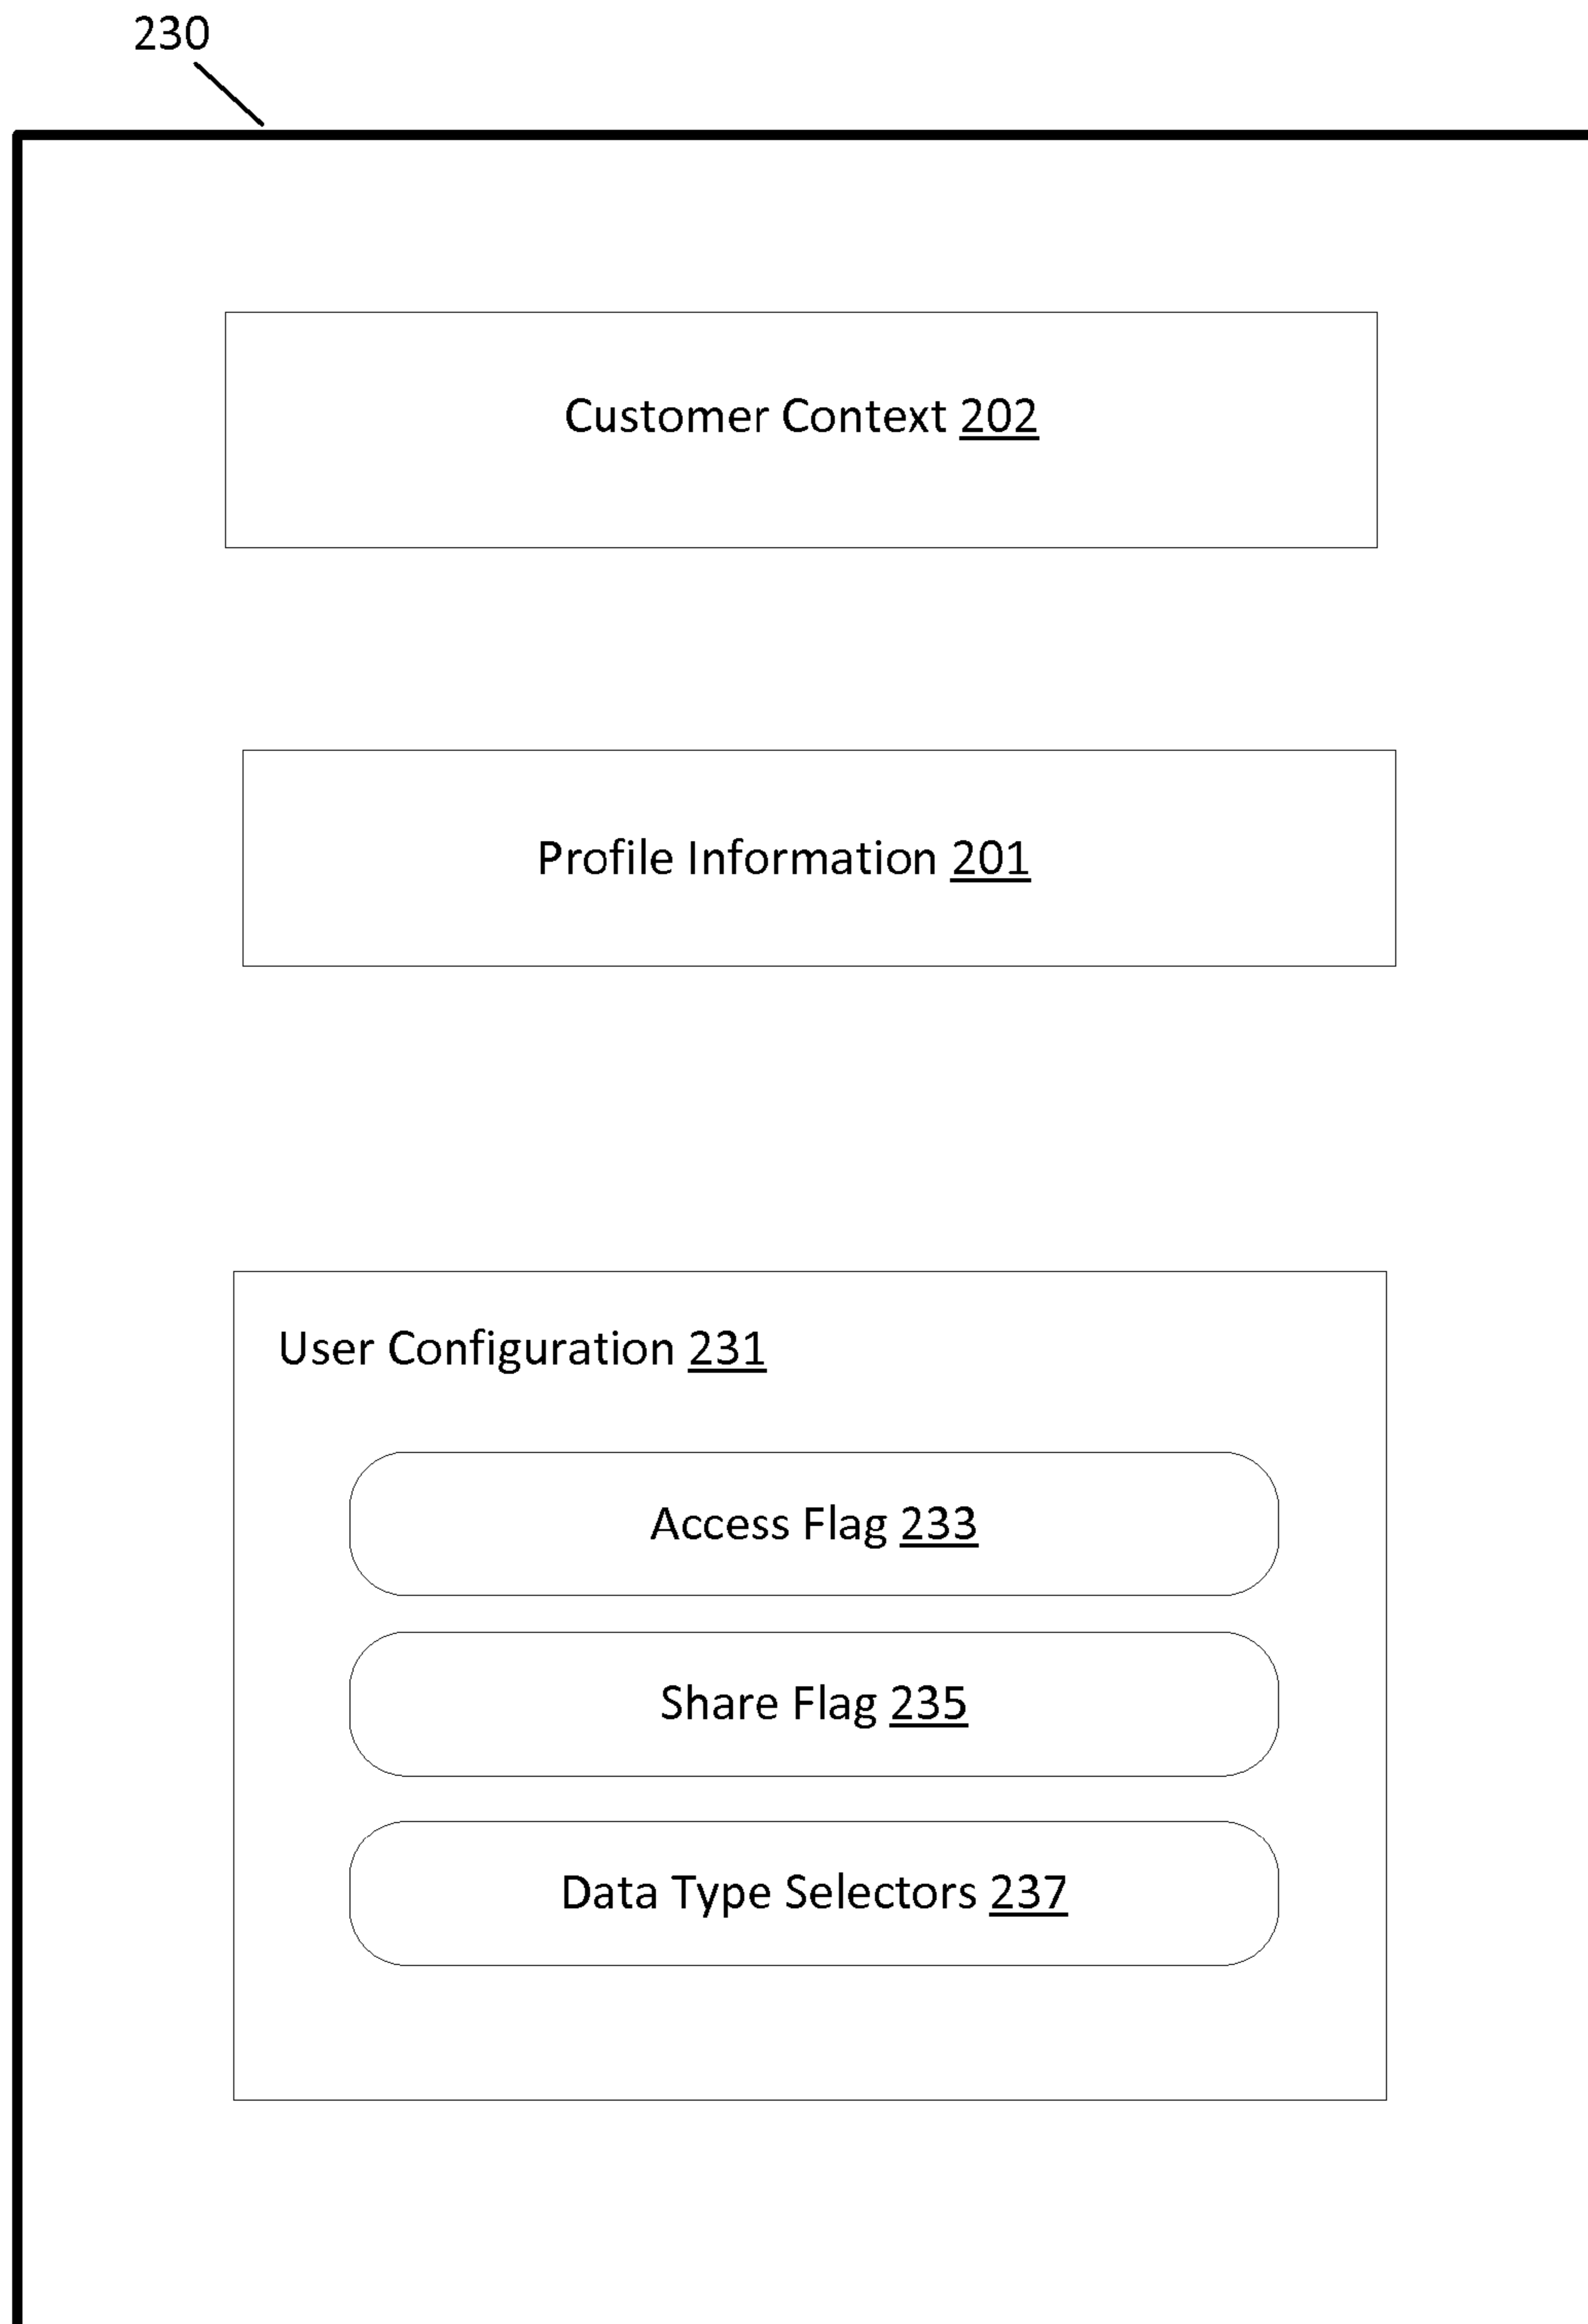 230
Customer Context 202
Profile Information 201
User Configuration 231
Access Flag 233
Share Flag 235
Data Type Selectors 237